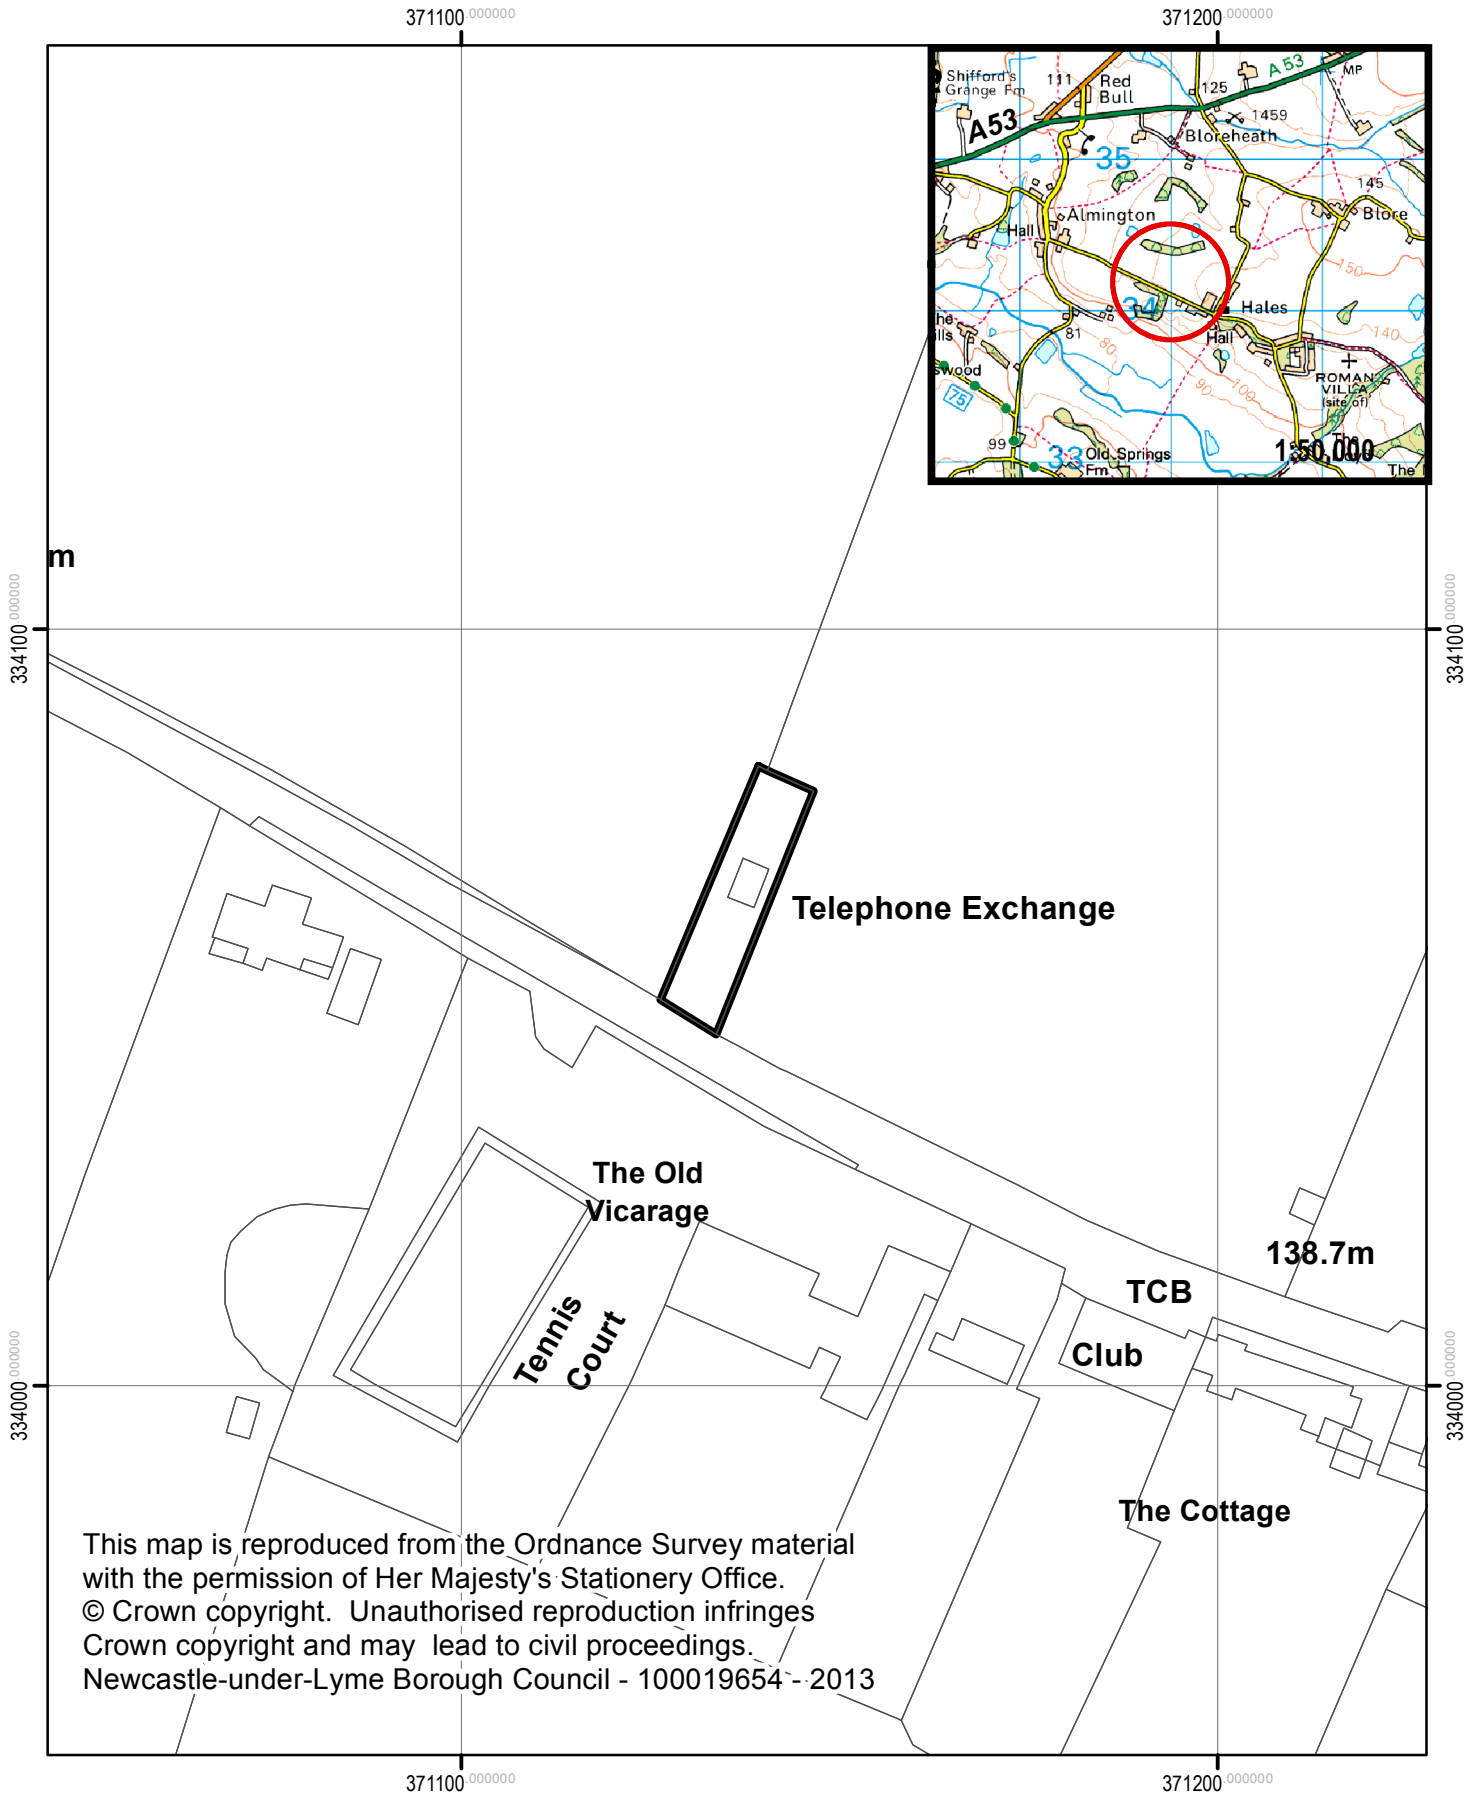 371100.000000
371200.000000
Shifford's
Grange Fm
111
Red
Bull
125
A 53
MP
A53
1459
Bloreheath
35
145
Almington
Blore
Hall
150
34
Hales
he
ills
81
80
Hall
140
swood
90
100
ROMAN
VILLA
(site of)
75
99
33
Old Springs
Fm
1:50,000
The
m
334100.000000
334100.000000
Telephone Exchange
The Old
Vicarage
138.7m
TCB
Tennis
Court
Club
334000.000000
334000.000000
The Cottage
This map is reproduced from the Ordnance Survey material
with the permission of Her Majesty's Stationery Office.
© Crown copyright.  Unauthorised reproduction infringes
Crown copyright and may  lead to civil proceedings.
Newcastle-under-Lyme Borough Council - 100019654 - 2013
371100.000000
371200.000000